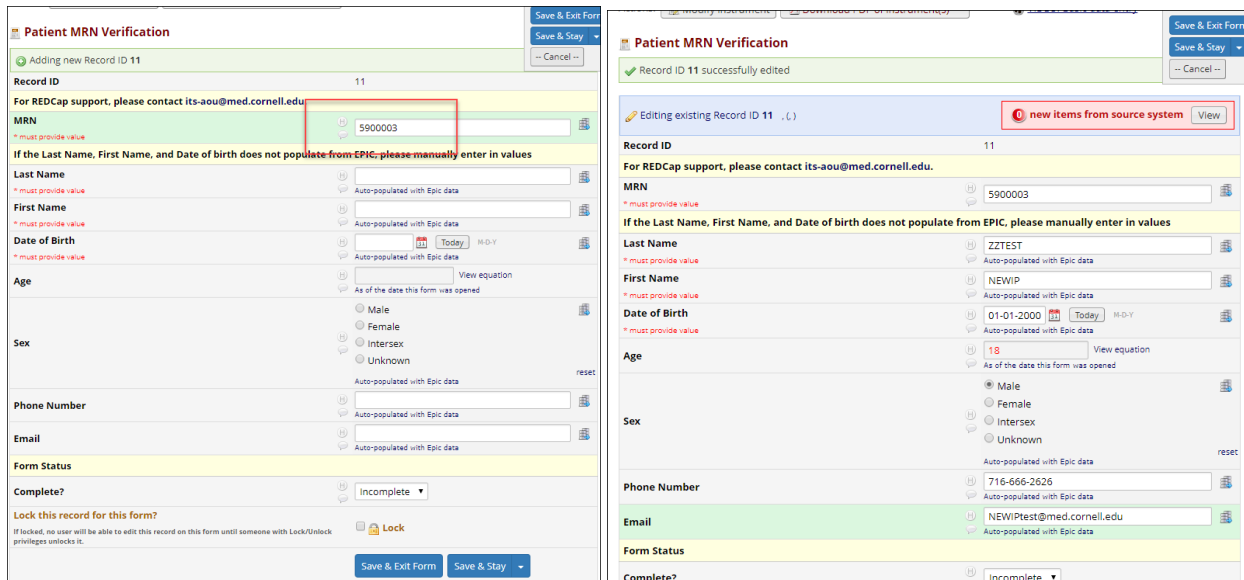 Save & Exit Form
Patient MRN Verification
Save & Stay
Adding new Record ID 11
-- Cancel --
Record ID
11
For REDCap support, please contact its-aou@med.cornell.edu
MRN
* must provide value
H
5900003
If the Last Name, First Name, and Date of birth does not populate from EPIC, please manually enter in values
Last Name
* must provide value
H
Auto-populated with Epic data
First Name
* must provide value
H
Auto-populated with Epic data
Date of Birth
* must provide value
H
31
Today
M-D-Y
Auto-populated with Epic data
Age
H
View equation
As of the date this form was opened
Sex
H
Male
Female
Intersex
Unknown
reset
Auto-populated with Epic data
Phone Number
H
Auto-populated with Epic data
Email
H
Auto-populated with Epic data
Form Status
Complete?
H
Incomplete
Lock this record for this form?
If locked, no user will be able to edit this record on this form until someone with Lock/Unlock
privileges unlocks it.
Lock
Save & Exit Form
Save & Stay
Save & Exit Form
Patient MRN Verification
Save & Stay
Record ID 11 successfully edited
-- Cancel --
Editing existing Record ID 11 . (,)
0 new items from source system
View
Record ID
11
For REDCap support, please contact its-aou@med.cornell.edu.
MRN
* must provide value
H
5900003
If the Last Name, First Name, and Date of birth does not populate from EPIC, please manually enter in values
Last Name
* must provide value
H
ZZTEST
Auto-populated with Epic data
First Name
* must provide value
H
NEWIP
Auto-populated with Epic data
Date of Birth
* must provide value
H
01-01-2000
31
Today
M-D-Y
Auto-populated with Epic data
Age
H
18
View equation
As of the date this form was opened
Sex
H
Male
Female
Intersex
Unknown
reset
Auto-populated with Epic data
Phone Number
H
716-666-2626
Auto-populated with Epic data
Email
H
NEWIPtest@med.cornell.edu
Auto-populated with Epic data
Form Status
Complete?
H
Incomplete